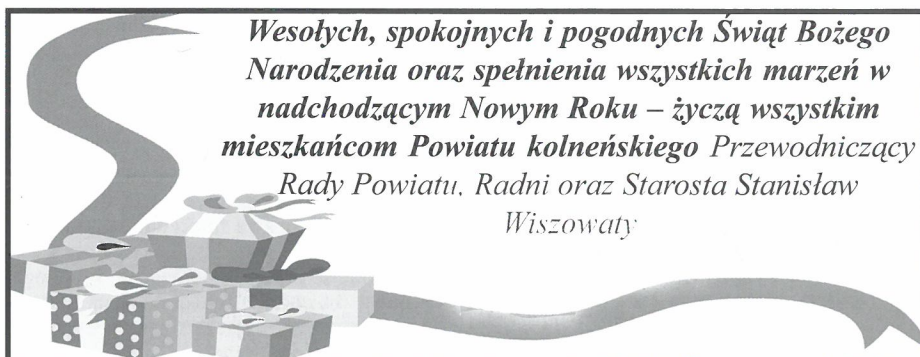 Wesołych, spokojnych i pogodnych Świąt Bożego
Narodzenia oraz spełnienia wszystkich marzeń w
nadchodzącym Nowym Roku – życzą wszystkim
mieszkańcom Powiatu kolneńskiego Przewodniczący
Rady Powiatu, Radni oraz Starosta Stanisław
Wiszowaty